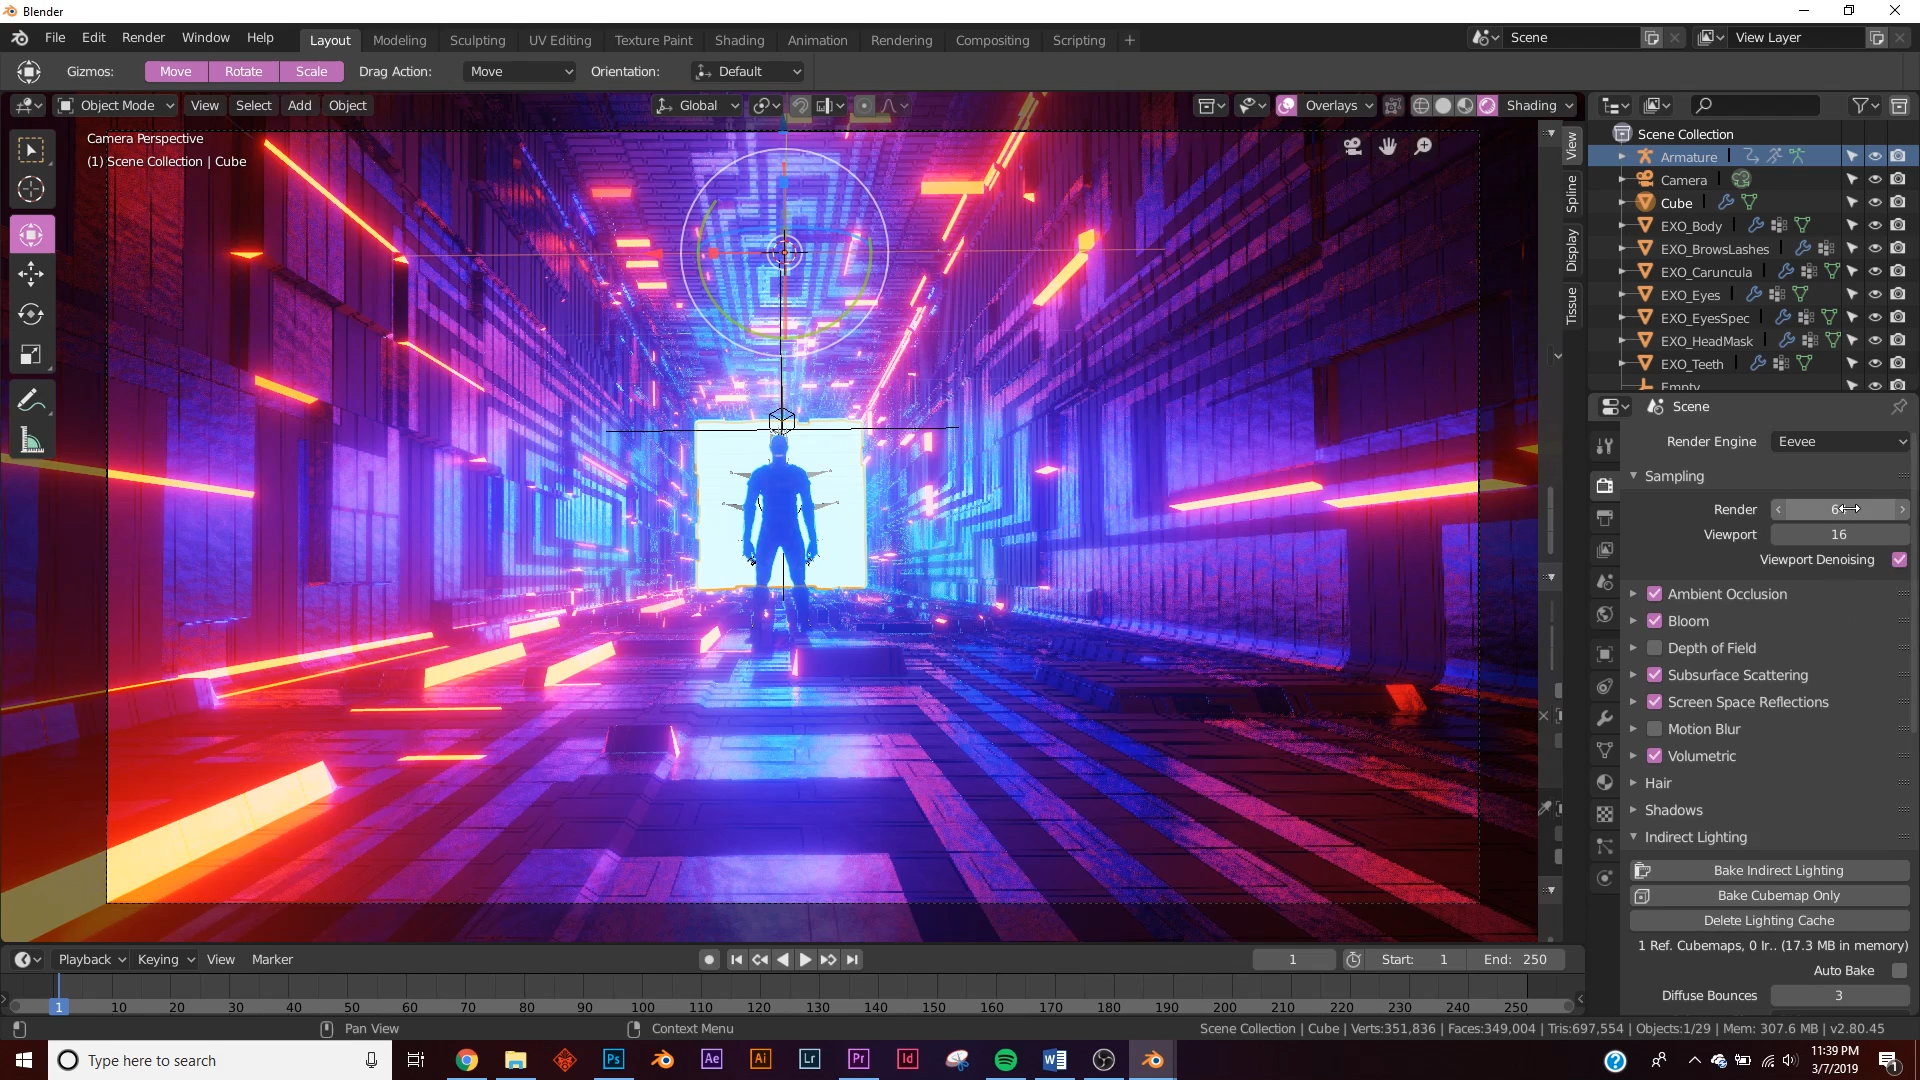 Blender
File Edit Render Window Help Layout Modeling Sculpting UV Editing Texture Paint Shading Animation Rendering Compositing Scripting + Scene View Layer
Gizmos: Move Rotate Scale Drag Action: Move Orientation: Default
Object Mode View Select Add Object Global Overlays Shading
Camera Perspective
(1) Scene Collection | Cube
View
Spline
Display
Tissue
Scene Collection
Armature
Camera
Cube
EXO_Body
EXO_BrowsLashes
EXO_Caruncula
EXO_Eyes
EXO_EyesSpec
EXO_HeadMask
EXO_Teeth
Empty
Scene
Render Engine Eevee
Sampling
Render
Viewport 16
Viewport Denoising
Ambient Occlusion
Bloom
Depth of Field
Subsurface Scattering
Screen Space Reflections
Motion Blur
Volumetric
Hair
Shadows
Indirect Lighting
Bake Indirect Lighting
Bake Cubemap Only
Delete Lighting Cache
1 Ref. Cubemaps, 0 Ir.. (17.3 MB in memory)
Auto Bake
Diffuse Bounces 3
Playback Keying View Marker 1 Start: 1 End: 250
1 10 20 30 40 50 60 70 80 90 100 110 120 130 140 150 160 170 180 190 200 210 220 230 240 250
Pan View Context Menu Scene Collection | Cube | Verts:351,836 | Faces:349,004 | Tris:697,554 | Objects:1/29 | Mem: 307.6 MB | v2.80.45
Type here to search Ps Ae Ai Lr Pr Id W
11:39 PM
3/7/2019
1